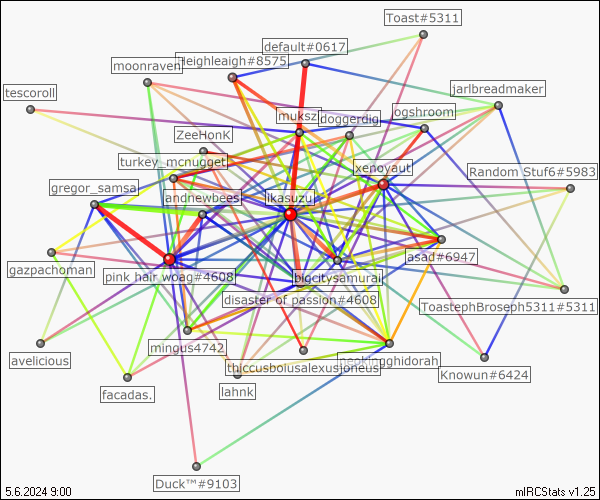 Toast#5311
default#0617
Heighleigh#8575
moonraven
jarlbreadmaker
tescoroll
muksz
doggerdig
ogshroom
ZeeHonk
turkey_mcnugget
xenoyaut
Random Stuf6#5983
gregor_samsa
andnewbees
ikasuzu
asad#6947
gazpachoman
pink hair woag#4608
bigcitysamurai
disaster of passion#4608
ToastephBroseph5311#5311
mingus4742
avelicious
thiccusboiusalexusjoneus
Knowun#6424
facadas.
lahnk
Duck™#9103
5.6.2024 9:00
mIRCStats v1.25